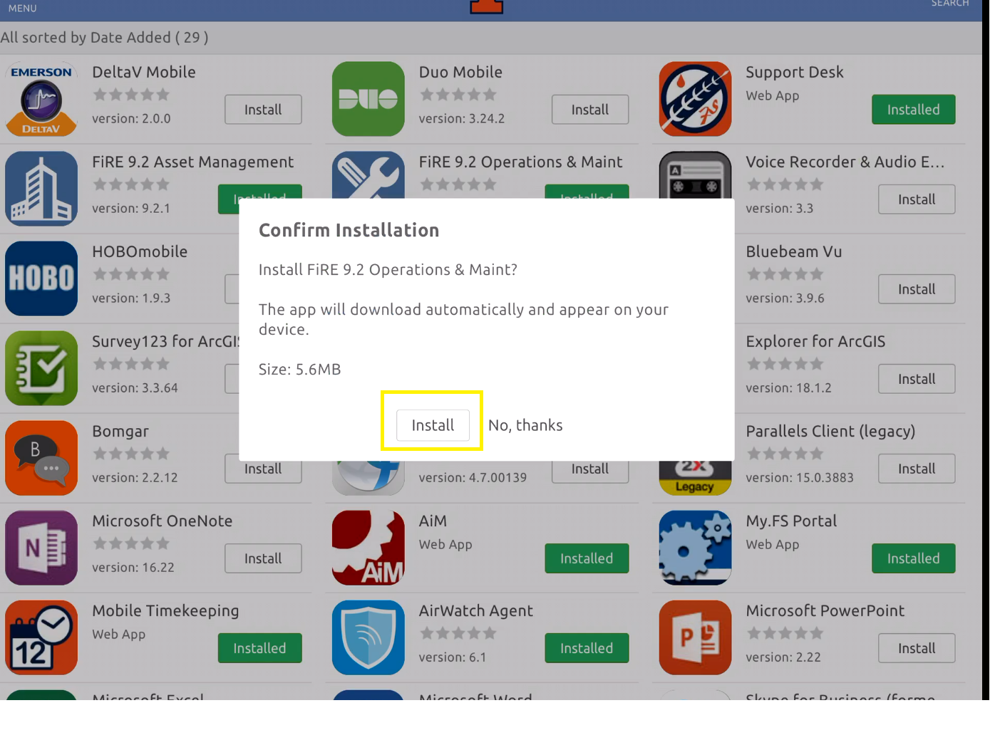 MENU
SEARCH
All sorted by Date Added ( 29 )
EMERSON
DELTAV
DeltaV Mobile
version: 2.0.0
Install
DUO
Duo Mobile
version: 3.24.2
Install
FS
Support Desk
Web App
Installed
FiRE 9.2 Asset Management
version: 9.2.1
Installed
FiRE 9.2 Operations & Maint
Installed
A
Voice Recorder & Audio E...
version: 3.3
Install
Confirm Installation
Install FiRE 9.2 Operations & Maint?
The app will download automatically and appear on your
device.
Size: 5.6MB
Install
No, thanks
HOBO
HOBOmobile
version: 1.9.3
Bluebeam Vu
version: 3.9.6
Install
Survey123 for ArcGIS
version: 3.3.64
Explorer for ArcGIS
version: 18.1.2
Install
B
Bomgar
version: 2.2.12
Install
version: 4.7.00139
Install
2X
Legacy
Parallels Client (legacy)
version: 15.0.3883
Install
N
Microsoft OneNote
version: 16.22
Install
AiM
AiM
Web App
Installed
My.FS Portal
Web App
Installed
12
Mobile Timekeeping
Web App
Installed
AirWatch Agent
version: 6.1
Installed
P
Microsoft PowerPoint
version: 2.22
Install
Microsoft Excel
Microsoft Word
Skype for Business (forme